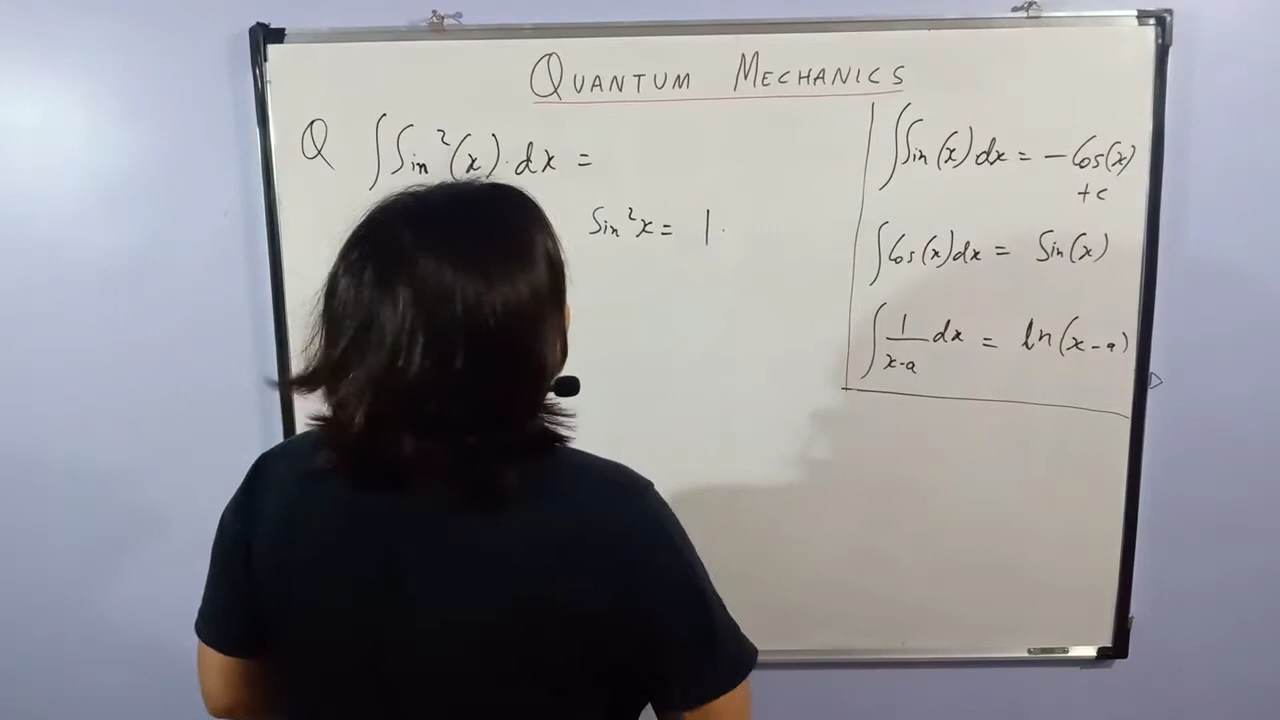 QUANTUM MECHANICS
Q ∫Sin²(x).dx =
Sin²x = 1.
∫Sin(x)dx = -Cos(x)
+c
∫Cos(x)dx = Sin(x)
∫ 1/(x-a) dx = ln(x-a)